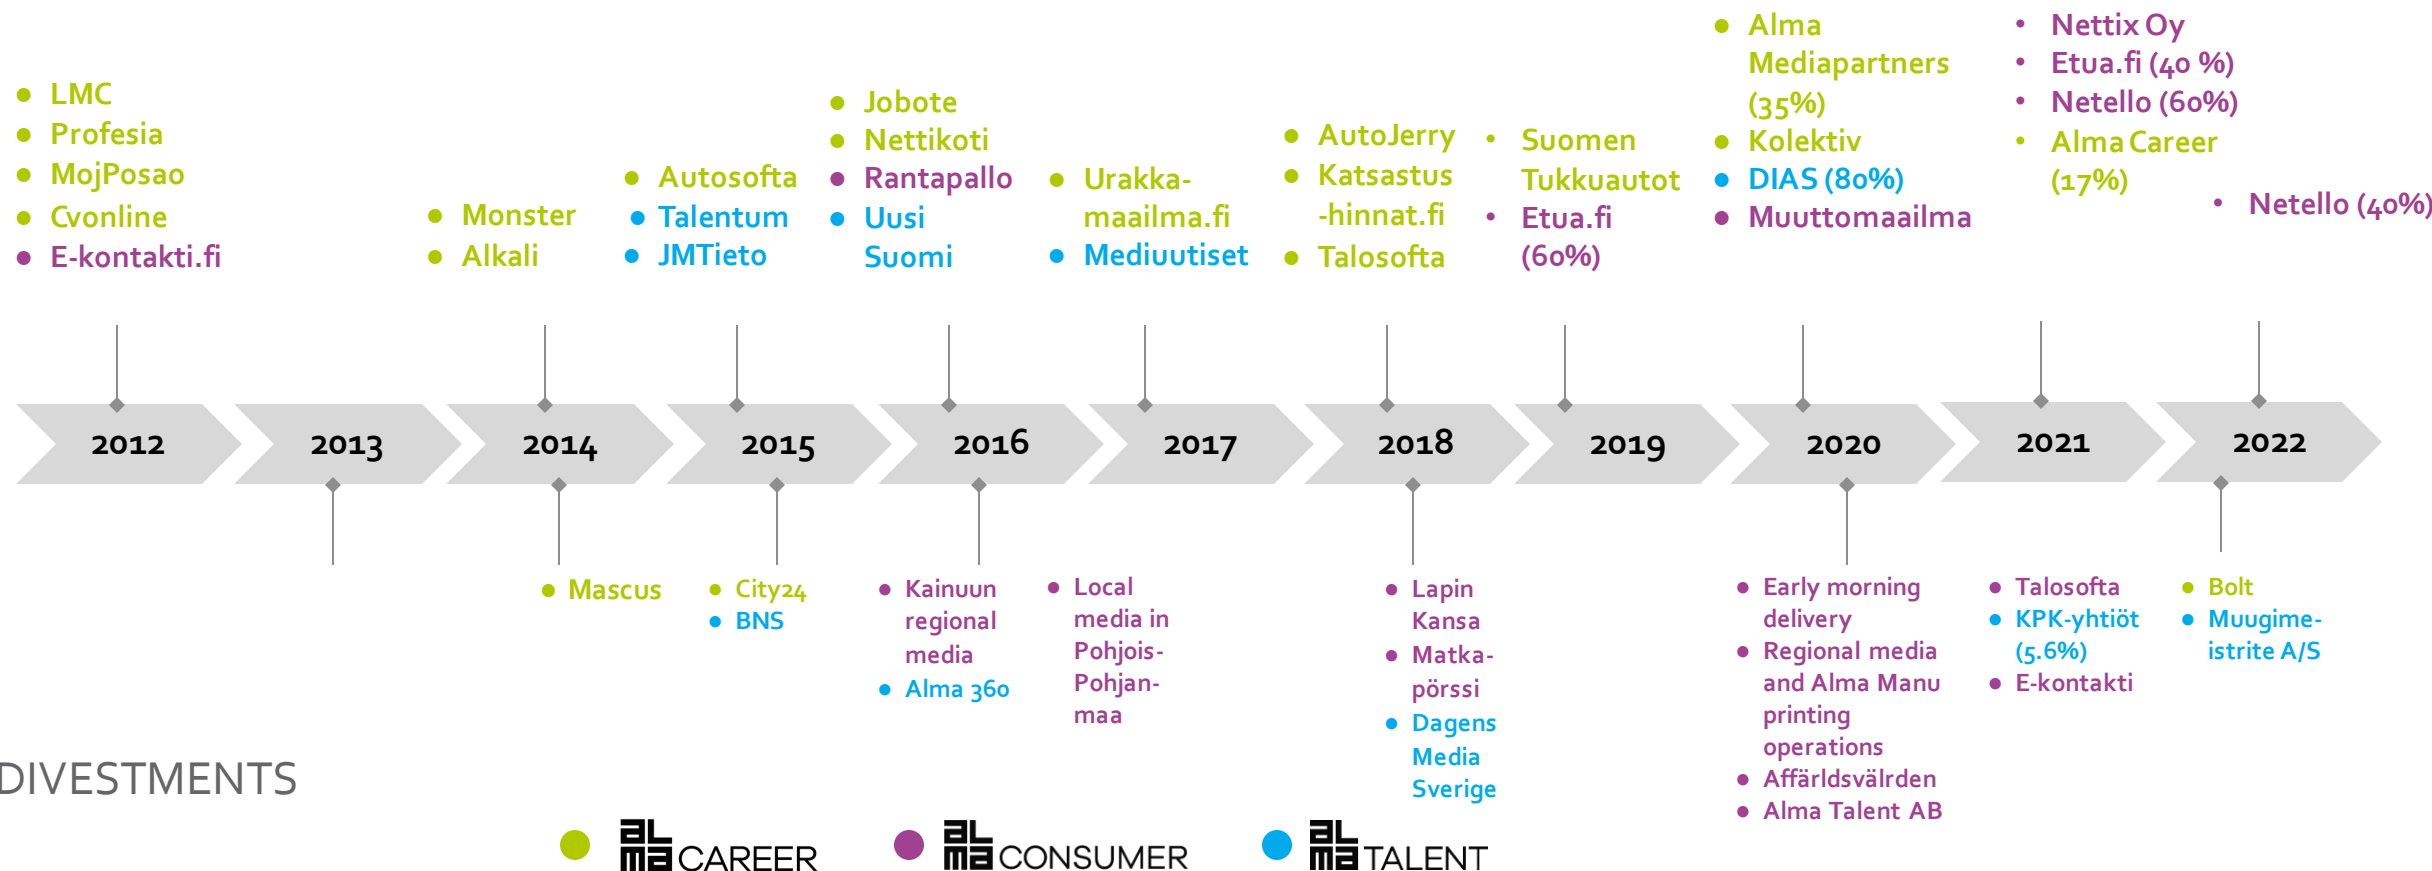 LMC
Profesia
MojPosao
Cvonline
E-kontakti.fi
Monster
Alkali
Autosofta
Talentum
JMTieto
Jobote
Nettikoti
Rantapallo
Uusi
Suomi
Urakka-
maailma.fi
Mediuutiset
AutoJerry
Katsastus
-hinnat.fi
Talosofta
Suomen
Tukkuautot
Etua.fi
(60%)
Alma
Mediapartners
(35%)
Kolektiv
DIAS (80%)
Muuttomaailma
Nettix Oy
Etua.fi (40 %)
Netello (60%)
Alma Career
(17%)
Netello (40%)
2012
2013
2014
2015
2016
2017
2018
2019
2020
2021
2022
Mascus
City24
BNS
Kainuun
regional
media
Alma 360
Local
media in
Pohjois-
Pohjan-
maa
Lapin
Kansa
Matka-
pörssi
Dagens
Media
Sverige
Early morning
delivery
Regional media
and Alma Manu
printing
operations
Affärldsvälrden
Alma Talent AB
Talosofta
KPK-yhtiöt
(5.6%)
E-kontakti
Bolt
Muugime-
istrite A/S
DIVESTMENTS
ALMA CAREER
ALMA CONSUMER
ALMA TALENT